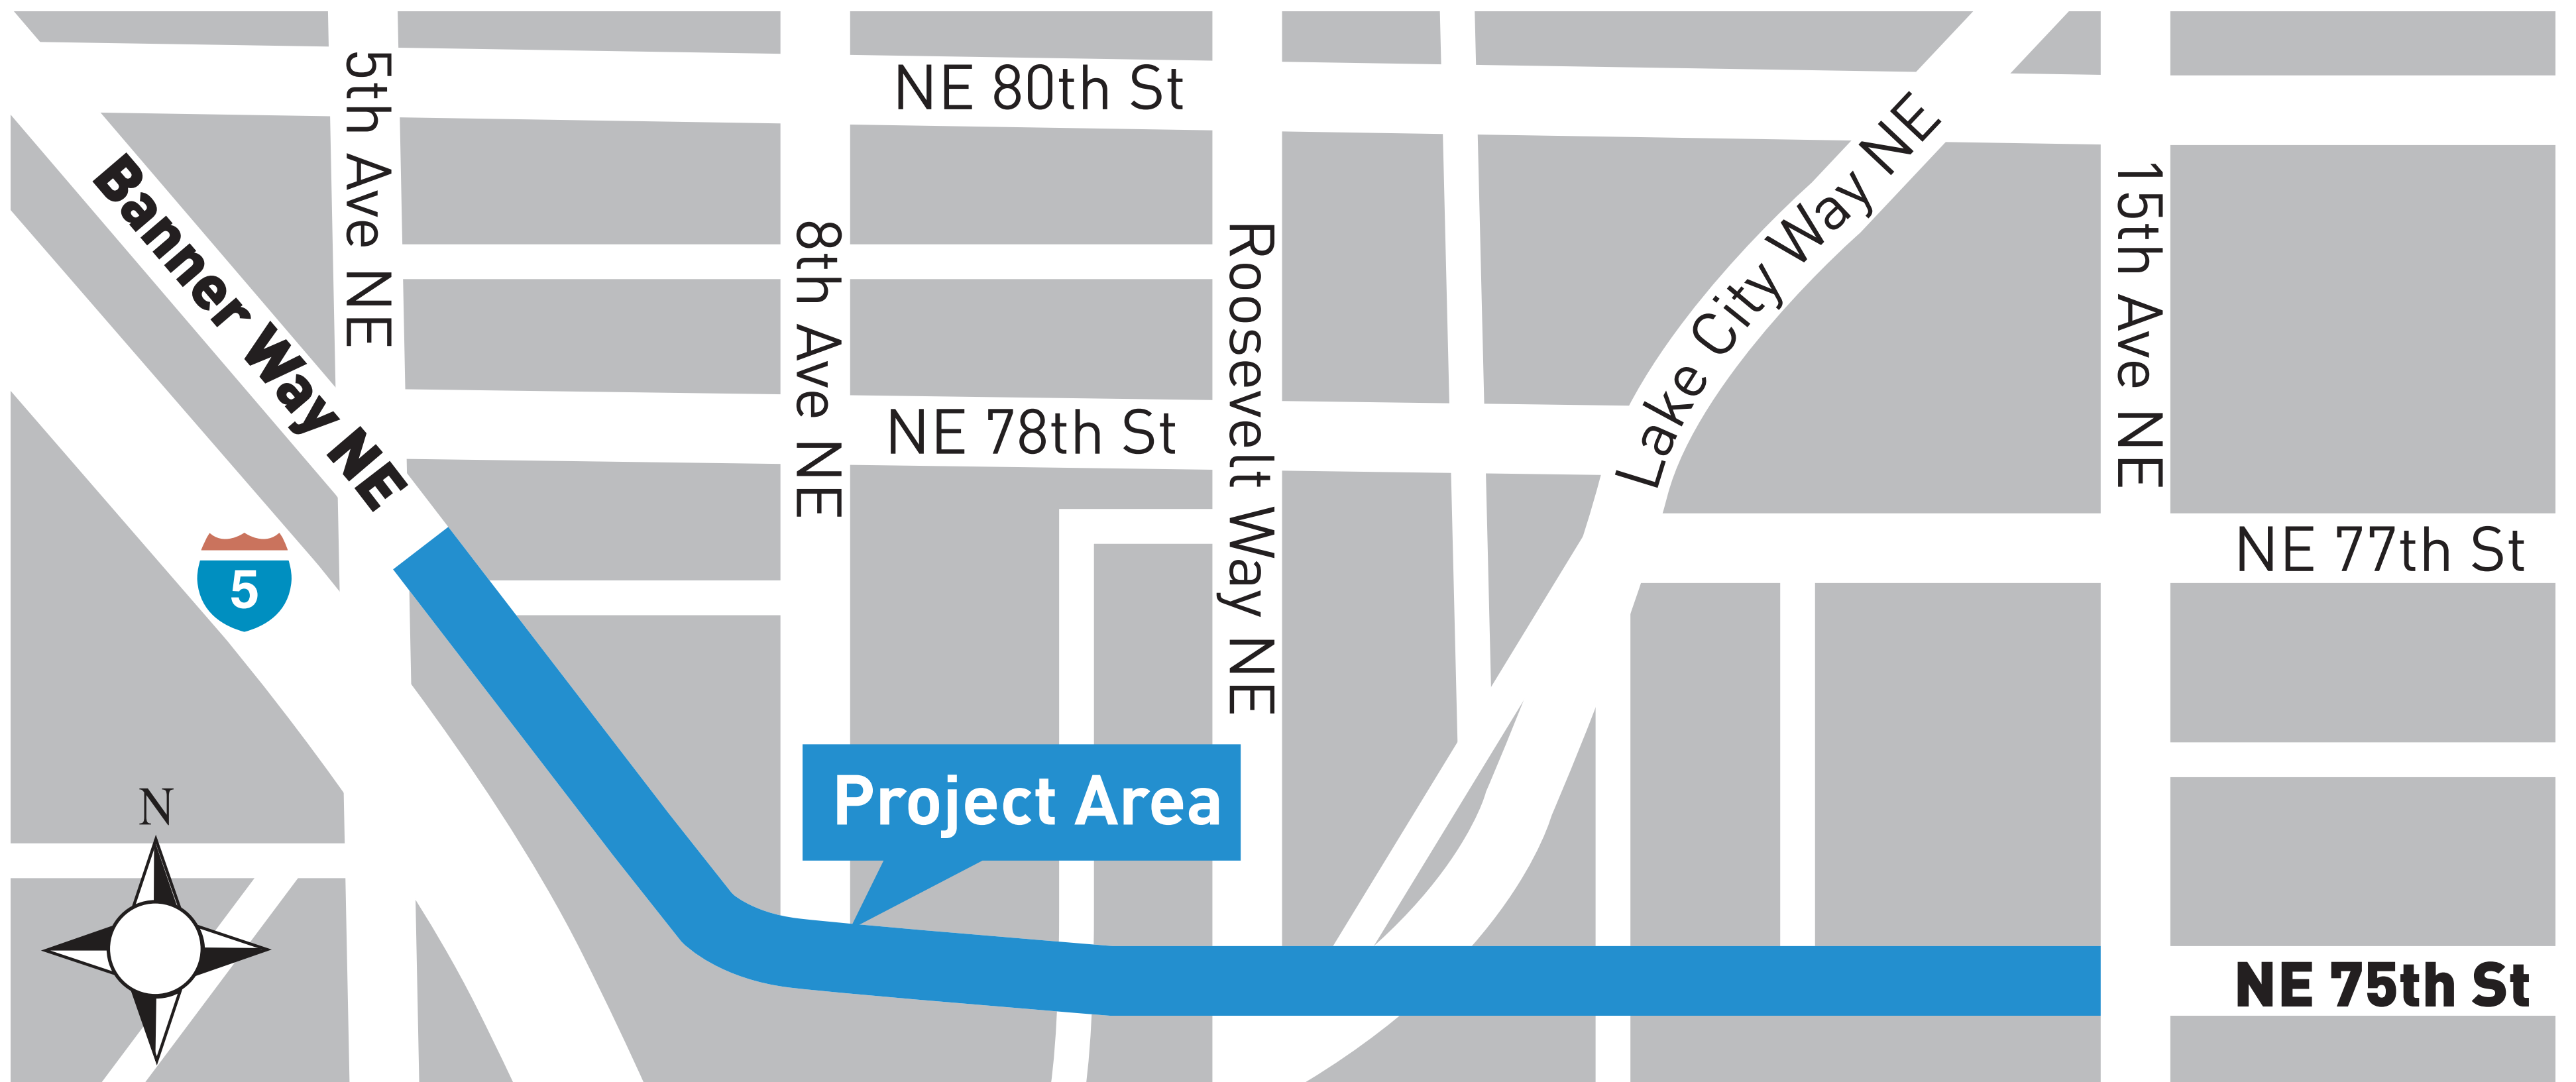 NE 80th St
5th Ave NE
Banner Way NE
8th Ave NE
Roosevelt Way NE
Lake City Way NE
15th Ave NE
NE 78th St
NE 77th St
5
Project Area
N
NE 75th St